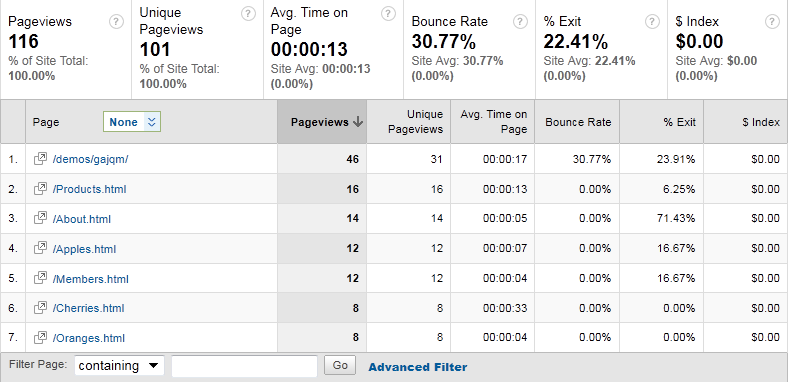 Pageviews ?
116
% of Site Total:
100.00%
Unique
Pageviews ?
101
% of Site Total:
100.00%
Avg. Time on
Page ?
00:00:13
Site Avg: 00:00:13
(0.00%)
Bounce Rate ?
30.77%
Site Avg: 30.77%
(0.00%)
% Exit ?
22.41%
Site Avg: 22.41%
(0.00%)
$ Index ?
$0.00
Site Avg: $0.00
(0.00%)
Page None Pageviews Unique Pageviews Avg. Time on Page Bounce Rate % Exit $ Index
1. /demos/gajqm/ 46 31 00:00:17 30.77% 23.91% $0.00
2. /Products.html 16 16 00:00:13 0.00% 6.25% $0.00
3. /About.html 14 14 00:00:05 0.00% 71.43% $0.00
4. /Apples.html 12 12 00:00:07 0.00% 16.67% $0.00
5. /Members.html 12 12 00:00:04 0.00% 16.67% $0.00
6. /Cherries.html 8 8 00:00:33 0.00% 0.00% $0.00
7. /Oranges.html 8 8 00:00:04 0.00% 0.00% $0.00
Filter Page: containing Go Advanced Filter